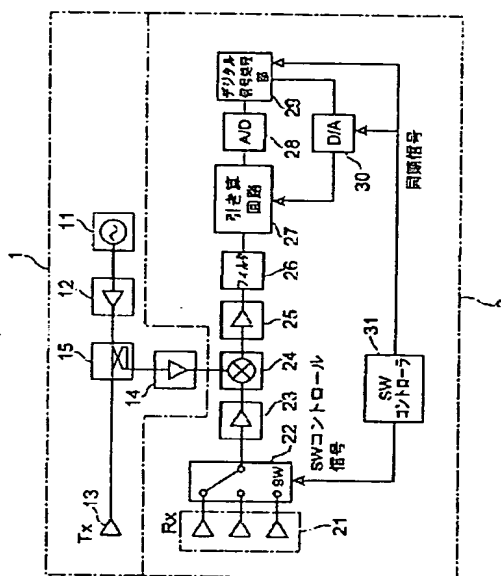 1
11
12
15
14
Tx
13
デジタル
信号処理
部
29
A/D
28
D/A
30
引き算
回路
27
フィルタ
26
25
24
23
22
SW
SWコントロール
信号
同期信号
31
SW
コントローラ
Rx
21
2